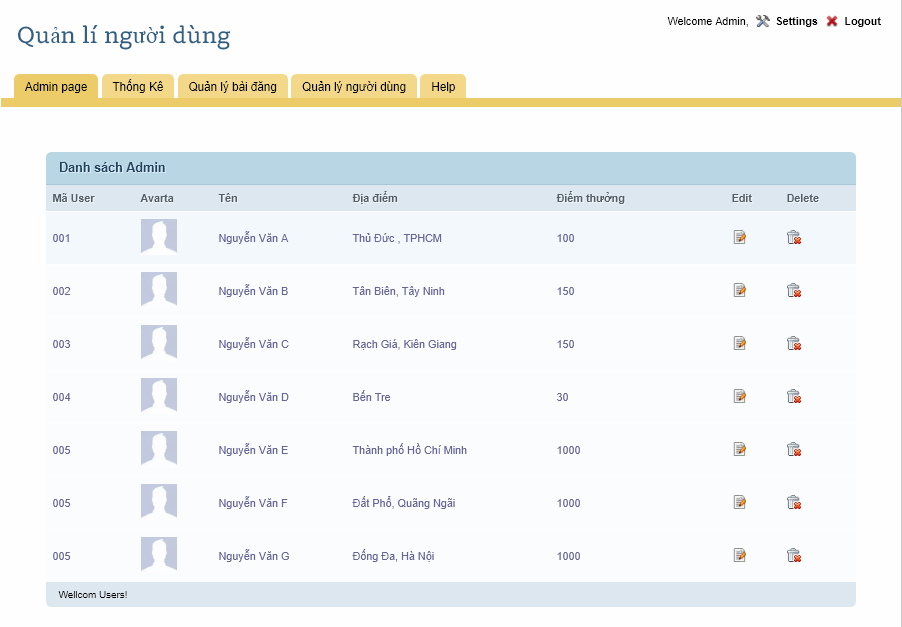 Welcome Admin, Settings Logout
Quản lí người dùng
Admin page Thống Kê Quản lý bài đăng Quản lý người dùng Help
Danh sách Admin
Mã User Avarta Tên Địa điểm Điểm thưởng Edit Delete
001 Nguyễn Văn A Thủ Đức , TPHCM 100
002 Nguyễn Văn B Tân Biên, Tây Ninh 150
003 Nguyễn Văn C Rạch Giá, Kiên Giang 150
004 Nguyễn Văn D Bến Tre 30
005 Nguyễn Văn E Thành phố Hồ Chí Minh 1000
005 Nguyễn Văn F Đất Phổ, Quãng Ngãi 1000
005 Nguyễn Văn G Đống Đa, Hà Nội 1000
Wellcom Users!